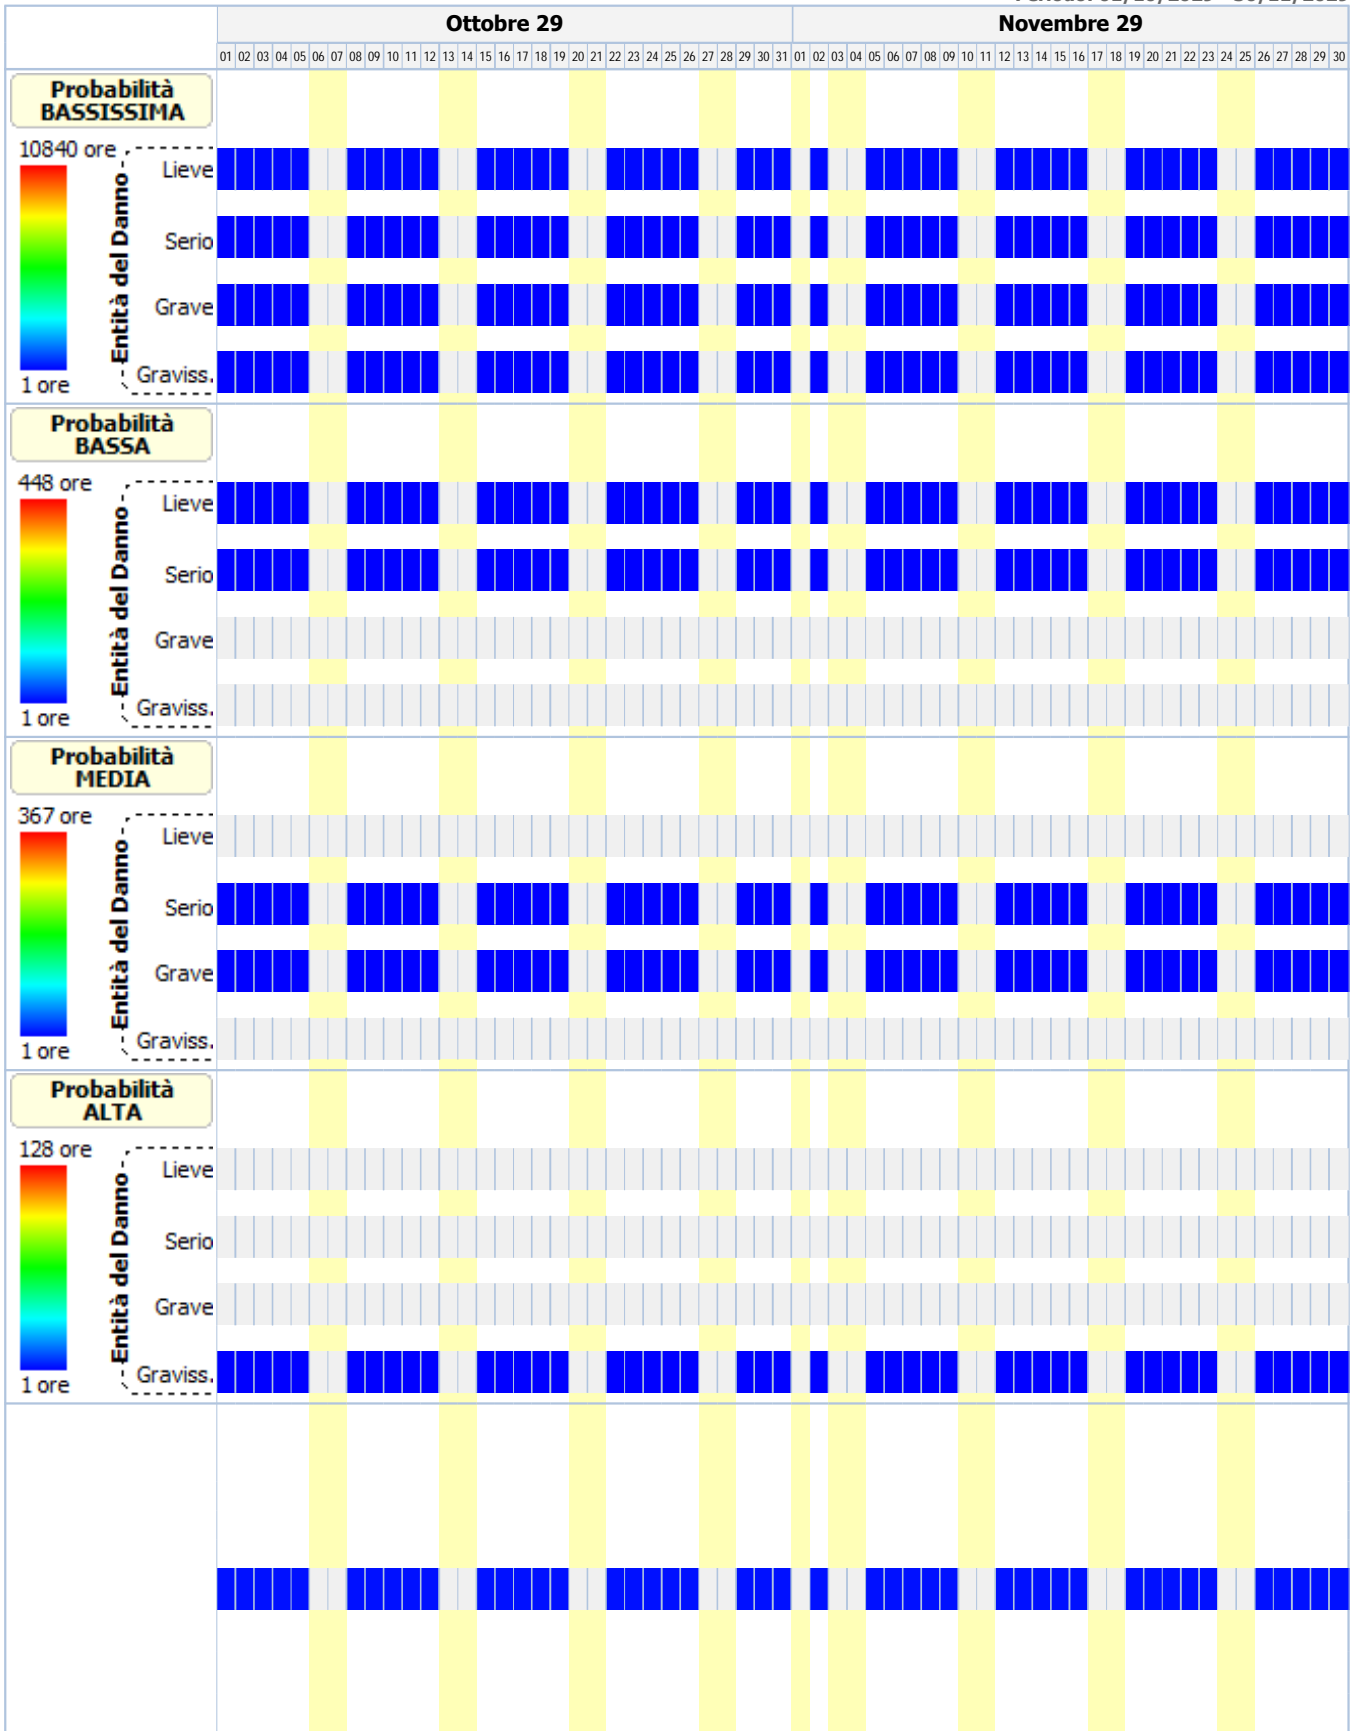 Ottobre 29 Novembre 29
01 02 03 04 05 06 07 08 09 10 11 12 13 14 15 16 17 18 19 20 21 22 23 24 25 26 27 28 29 30 31 01 02 03 04 05 06 07 08 09 10 11 12 13 14 15 16 17 18 19 20 21 22 23 24 25 26 27 28 29 30
Probabilità
BASSISSIMA
10840 ore
Entità del Danno
Lieve
Serio
Grave
Graviss.
1 ore
Probabilità
BASSA
448 ore
Entità del Danno
Lieve
Serio
Grave
Graviss.
1 ore
Probabilità
MEDIA
367 ore
Entità del Danno
Lieve
Serio
Grave
Graviss.
1 ore
Probabilità
ALTA
128 ore
Entità del Danno
Lieve
Serio
Grave
Graviss.
1 ore